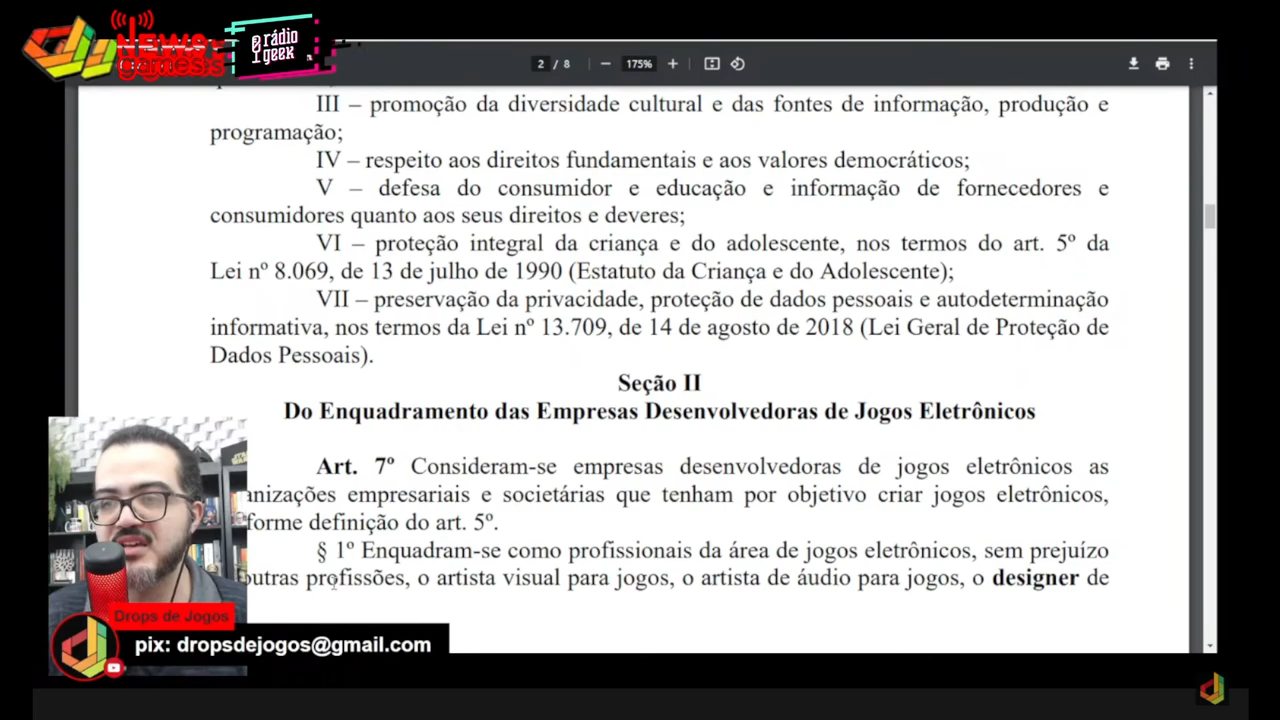 NEWS
games
rádio
geek
2 / 8
175%
III – promoção da diversidade cultural e das fontes de informação, produção e
programação;
IV – respeito aos direitos fundamentais e aos valores democráticos;
V – defesa do consumidor e educação e informação de fornecedores e
consumidores quanto aos seus direitos e deveres;
VI – proteção integral da criança e do adolescente, nos termos do art. 5º da
Lei nº 8.069, de 13 de julho de 1990 (Estatuto da Criança e do Adolescente);
VII – preservação da privacidade, proteção de dados pessoais e autodeterminação
informativa, nos termos da Lei nº 13.709, de 14 de agosto de 2018 (Lei Geral de Proteção de
Dados Pessoais).
Seção II
Do Enquadramento das Empresas Desenvolvedoras de Jogos Eletrônicos
Art. 7º Consideram-se empresas desenvolvedoras de jogos eletrônicos as
anizações empresariais e societárias que tenham por objetivo criar jogos eletrônicos,
forme definição do art. 5º.
§ 1º Enquadram-se como profissionais da área de jogos eletrônicos, sem prejuízo
outras profissões, o artista visual para jogos, o artista de áudio para jogos, o designer de
Drops de Jogos
pix: dropsdejogos@gmail.com